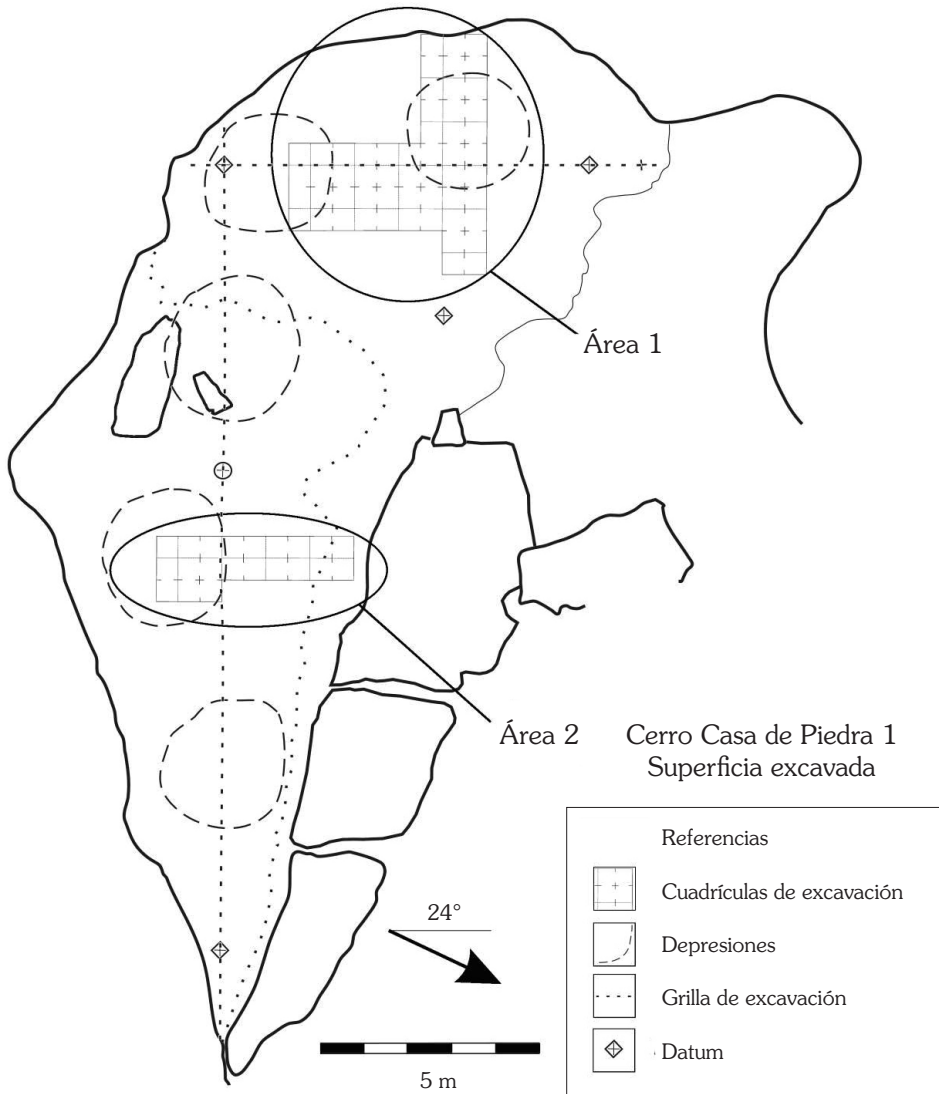 Área 1
Área 2
Cerro Casa de Piedra 1
Superficia excavada
Referencias
Cuadrículas de excavación
Depresiones
Grilla de excavación
Datum
24°
5 m